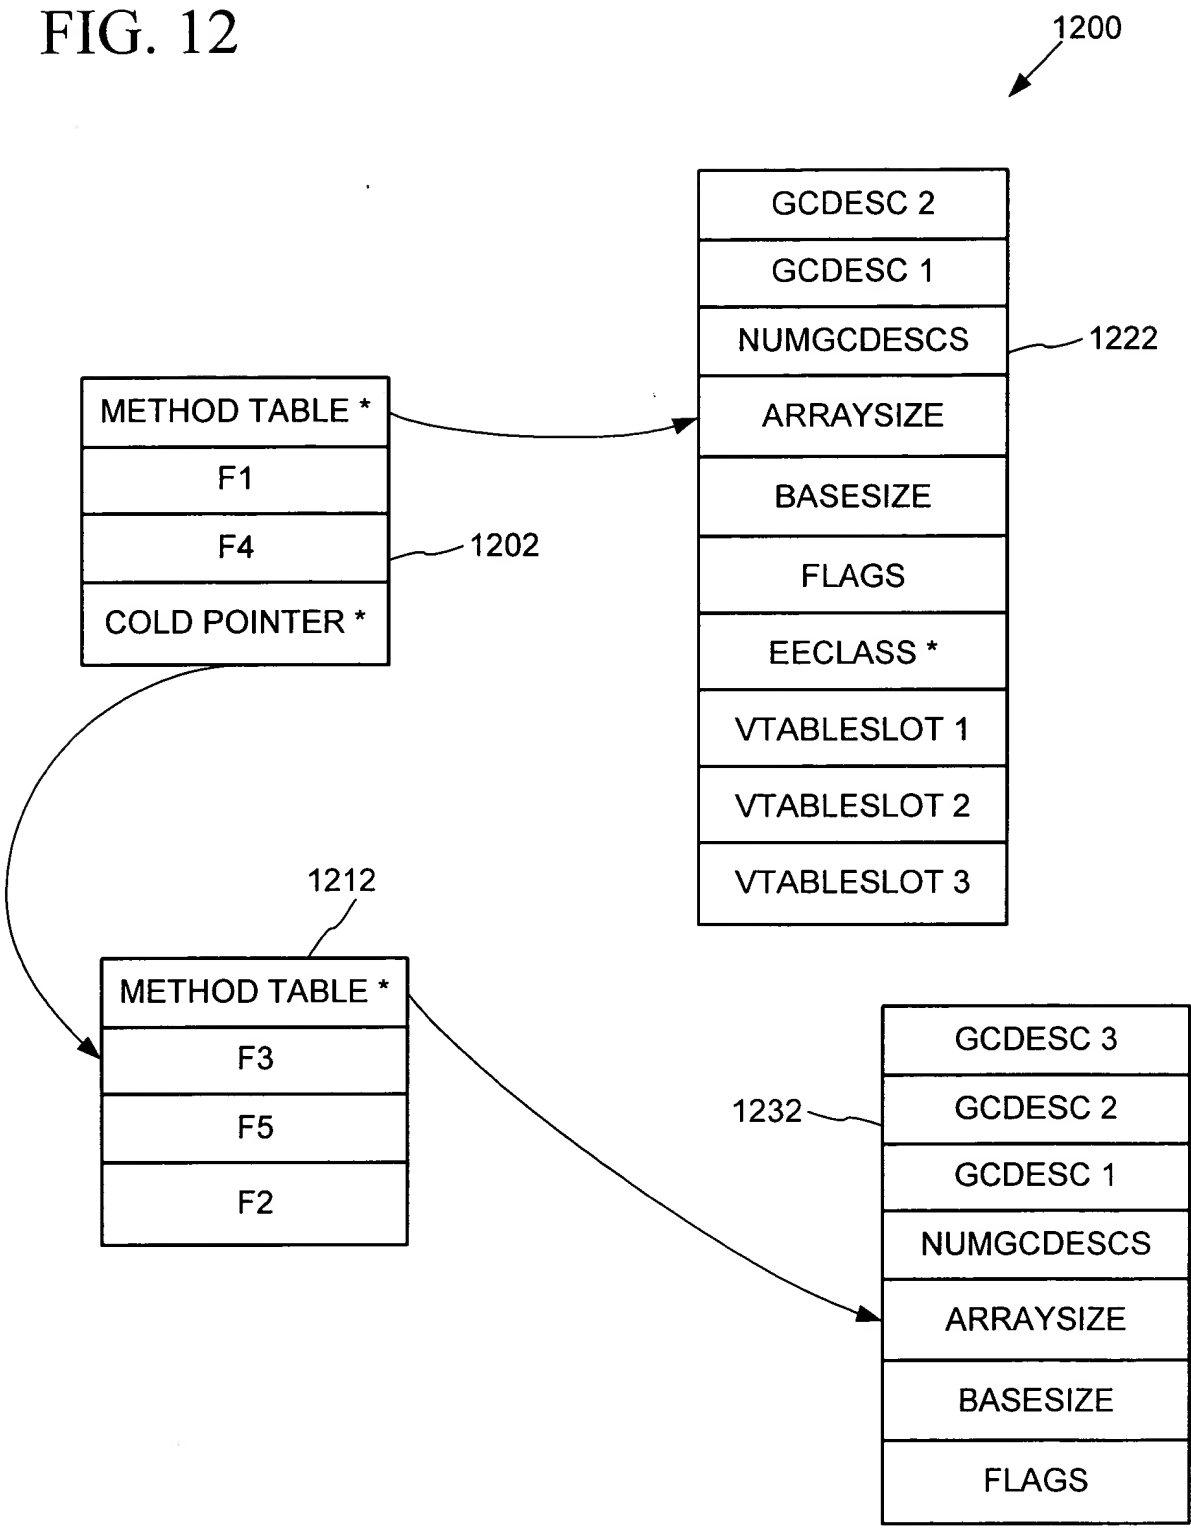 FIG. 12
1200
GCDESC 2
GCDESC 1
NUMGCDESCS
1222
ARRAYSIZE
BASESIZE
FLAGS
EECLASS *
VTABLESLOT 1
VTABLESLOT 2
VTABLESLOT 3
METHOD TABLE *
F1
F4
1202
COLD POINTER *
1212
METHOD TABLE *
F3
F5
F2
GCDESC 3
1232
GCDESC 2
GCDESC 1
NUMGCDESCS
ARRAYSIZE
BASESIZE
FLAGS